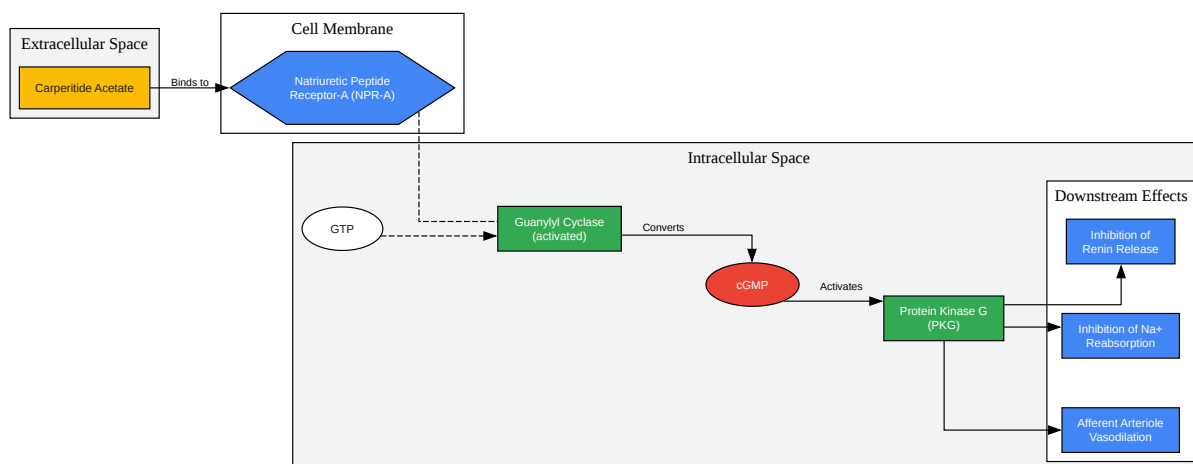 Extracellular Space
Carperitide Acetate
Binds to
Cell Membrane
Natriuretic Peptide
Receptor-A (NPR-A)
Intracellular Space
GTP
Guanylyl Cyclase
(activated)
Converts
cGMP
Activates
Protein Kinase G
(PKG)
Downstream Effects
Inhibition of
Renin Release
Inhibition of Na+
Reabsorption
Afferent Arteriole
Vasodilation